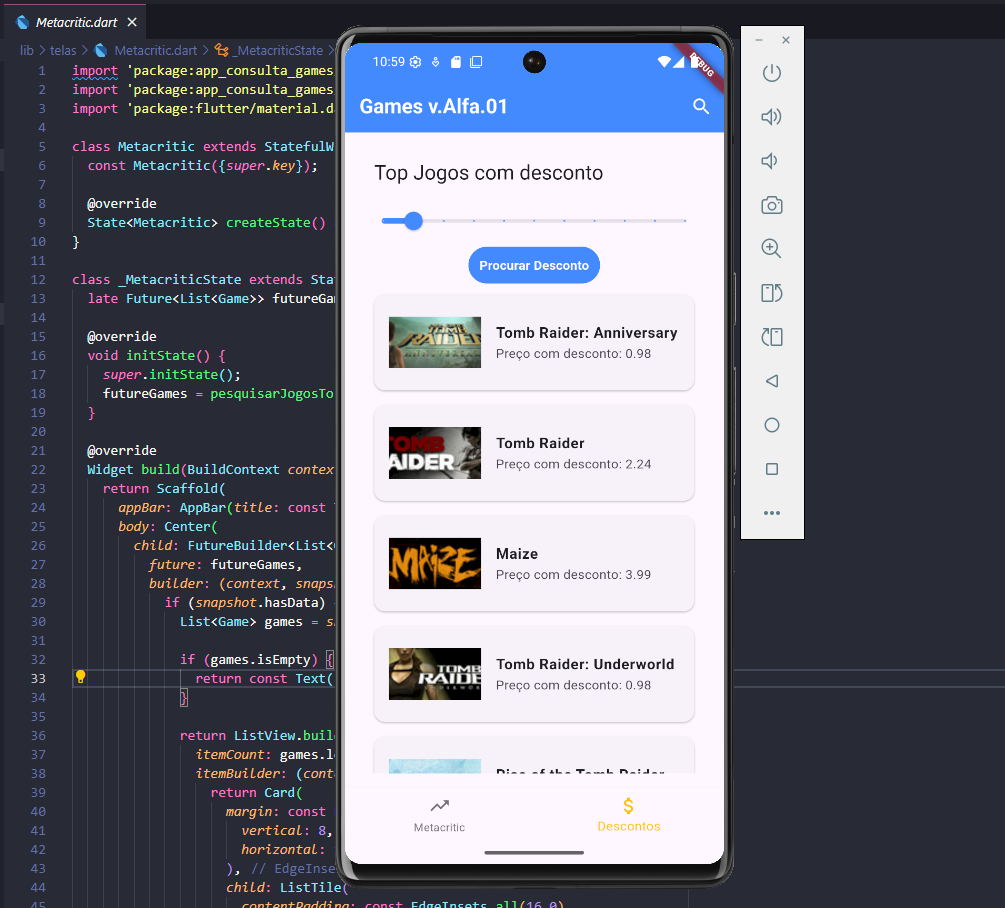 Metacritic.dart
lib > telas > Metacritic.dart > _MetacriticState >
1 import 'package:app_consulta_games
2 import 'package:app_consulta_games
3 import 'package:flutter/material.d
4
5 class Metacritic extends StatefulW
6 const Metacritic({super.key});
7
8 @override
9 State<Metacritic> createState()
10 }
11
12 class _MetacriticState extends Sta
13 late Future<List<Game>> futureGam
14
15 @override
16 void initState() {
17 super.initState();
18 futureGames = pesquisarJogosTo
19 }
20
21 @override
22 Widget build(BuildContext contex
23 return Scaffold(
24 appBar: AppBar(title: const
25 body: Center(
26 child: FutureBuilder<List<
27 future: futureGames,
28 builder: (context, snaps
29 if (snapshot.hasData)
30 List<Game> games = s
31
32 if (games.isEmpty) {
33 return const Text(
34 }
35
36 return ListView.buil
37 itemCount: games.l
38 itemBuilder: (cont
39 return Card(
40 margin: const
41 vertical: 8,
42 horizontal:
43 ), // EdgeInse
44 child: ListTile(
45 contentPadding: const EdgeInsets.all(16.0)
10:59
DEBUG
Games v.Alfa.01
Top Jogos com desconto
Procurar Desconto
TOMB RAIDER ANNIVERSARY
Tomb Raider: Anniversary
Preço com desconto: 0.98
TOMB RAIDER
Tomb Raider
Preço com desconto: 2.24
MAIZE
Maize
Preço com desconto: 3.99
Tomb Raider: Underworld
Preço com desconto: 0.98
Rise of the Tomb Raider
Metacritic
Descontos